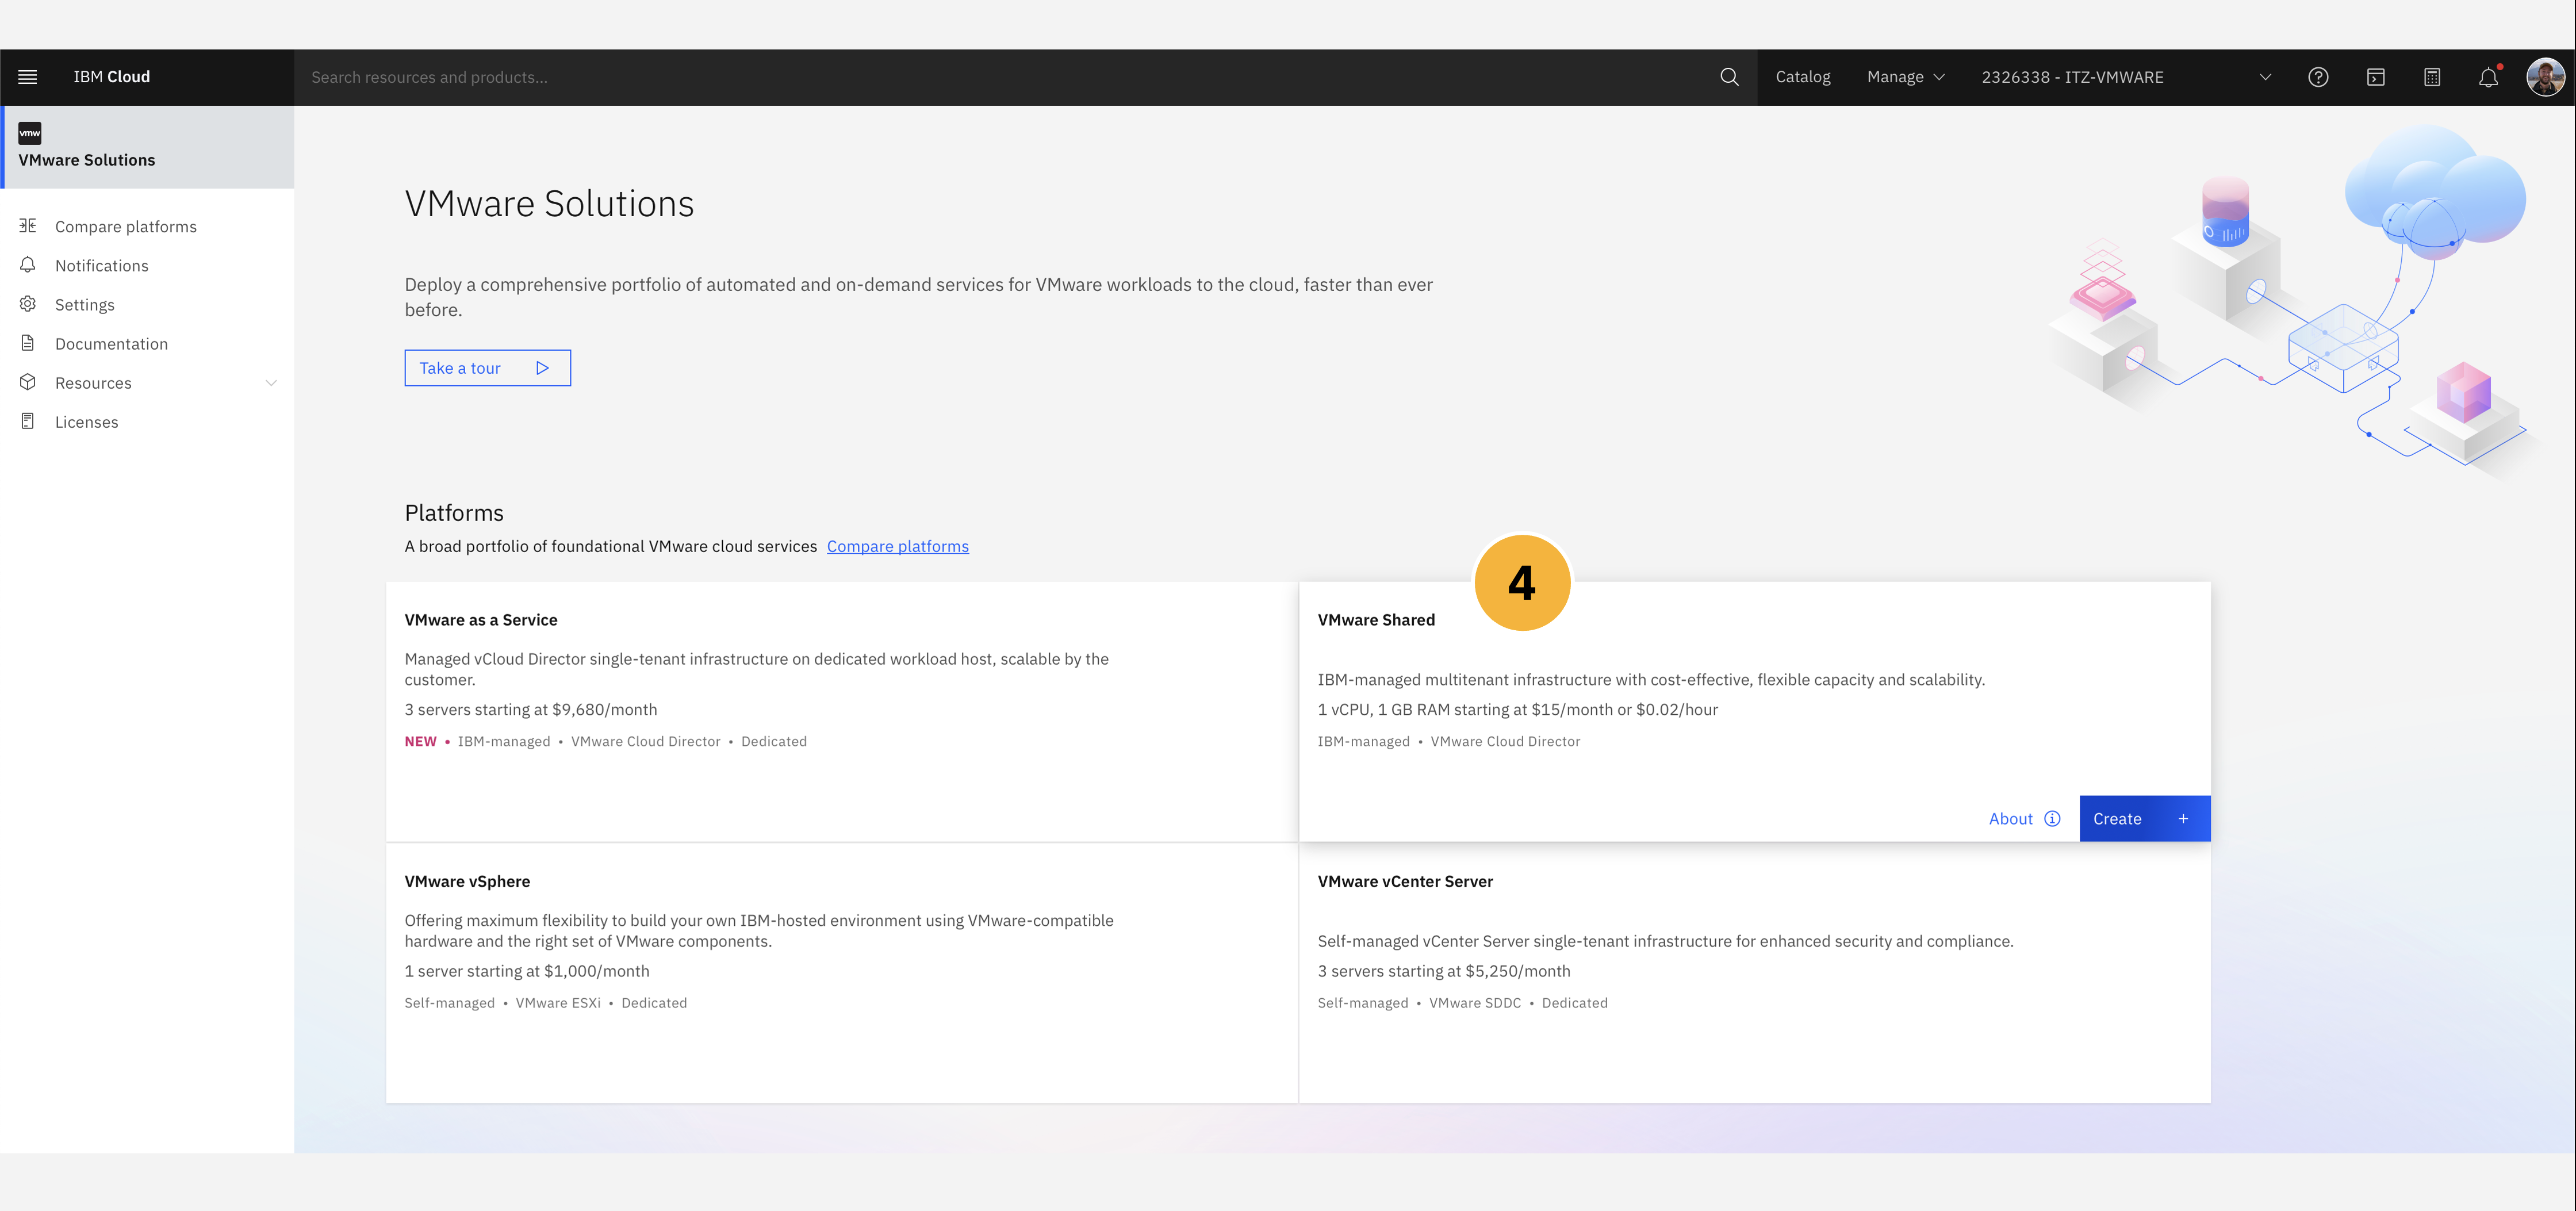 IBM Cloud
Search resources and products...
Catalog
Manage
2326338 - ITZ-VMWARE
vmw
VMware Solutions
Compare platforms
Notifications
Settings
Documentation
Resources
Licenses
VMware Solutions
Deploy a comprehensive portfolio of automated and on-demand services for VMware workloads to the cloud, faster than ever
before.
Take a tour
Platforms
A broad portfolio of foundational VMware cloud services Compare platforms
4
VMware as a Service
Managed vCloud Director single-tenant infrastructure on dedicated workload host, scalable by the
customer.
3 servers starting at $9,680/month
NEW • IBM-managed • VMware Cloud Director • Dedicated
VMware Shared
IBM-managed multitenant infrastructure with cost-effective, flexible capacity and scalability.
1 vCPU, 1 GB RAM starting at $15/month or $0.02/hour
IBM-managed • VMware Cloud Director
About
Create +
VMware vSphere
Offering maximum flexibility to build your own IBM-hosted environment using VMware-compatible
hardware and the right set of VMware components.
1 server starting at $1,000/month
Self-managed • VMware ESXi • Dedicated
VMware vCenter Server
Self-managed vCenter Server single-tenant infrastructure for enhanced security and compliance.
3 servers starting at $5,250/month
Self-managed • VMware SDDC • Dedicated